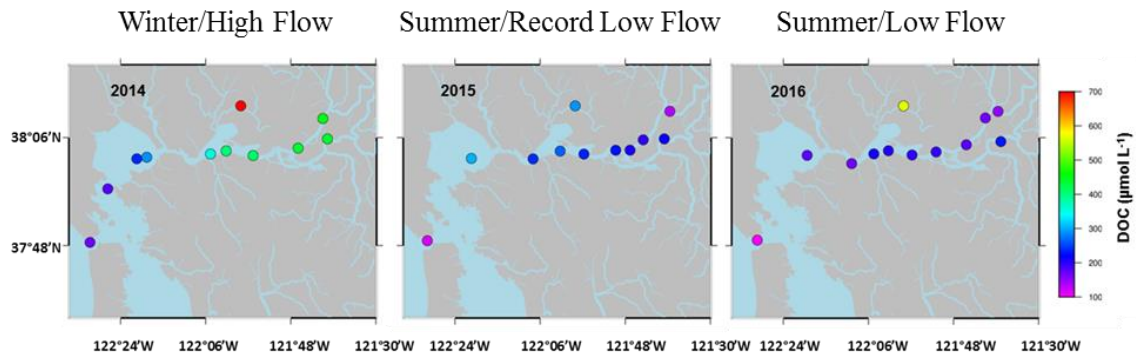 Winter/High Flow
Summer/Record Low Flow
Summer/Low Flow
2014
2015
2016
38°06'N
37°48'N
122°24'W
122°06'W
121°48'W
121°30'W
122°24'W
122°06'W
121°48'W
121°30'W
122°24'W
122°06'W
121°48'W
121°30'W
700
600
500
400
300
200
100
DOC (µmol L⁻¹)